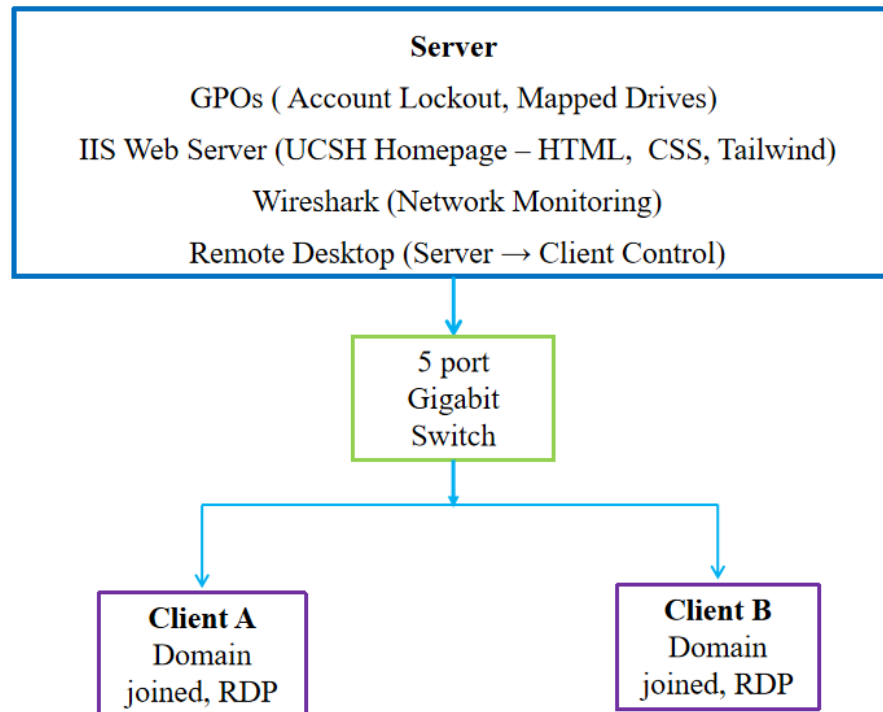 Server
GPOs ( Account Lockout, Mapped Drives)
IIS Web Server (UCSH Homepage – HTML, CSS, Tailwind)
Wireshark (Network Monitoring)
Remote Desktop (Server → Client Control)
5 port
Gigabit
Switch
Client A
Domain
joined, RDP
Client B
Domain
joined, RDP